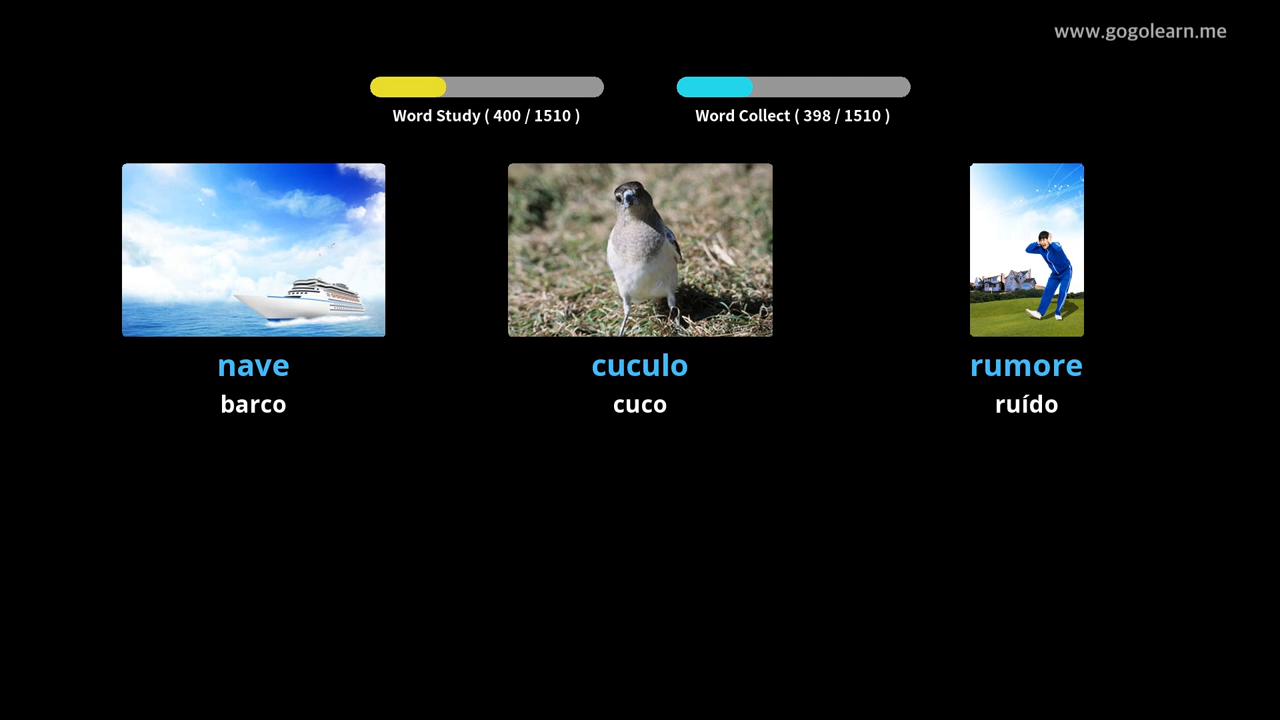 www.gogolearn.me
Word Study ( 400 / 1510 )
Word Collect ( 398 / 1510 )
nave
barco
cuculo
cuco
rumore
ruído